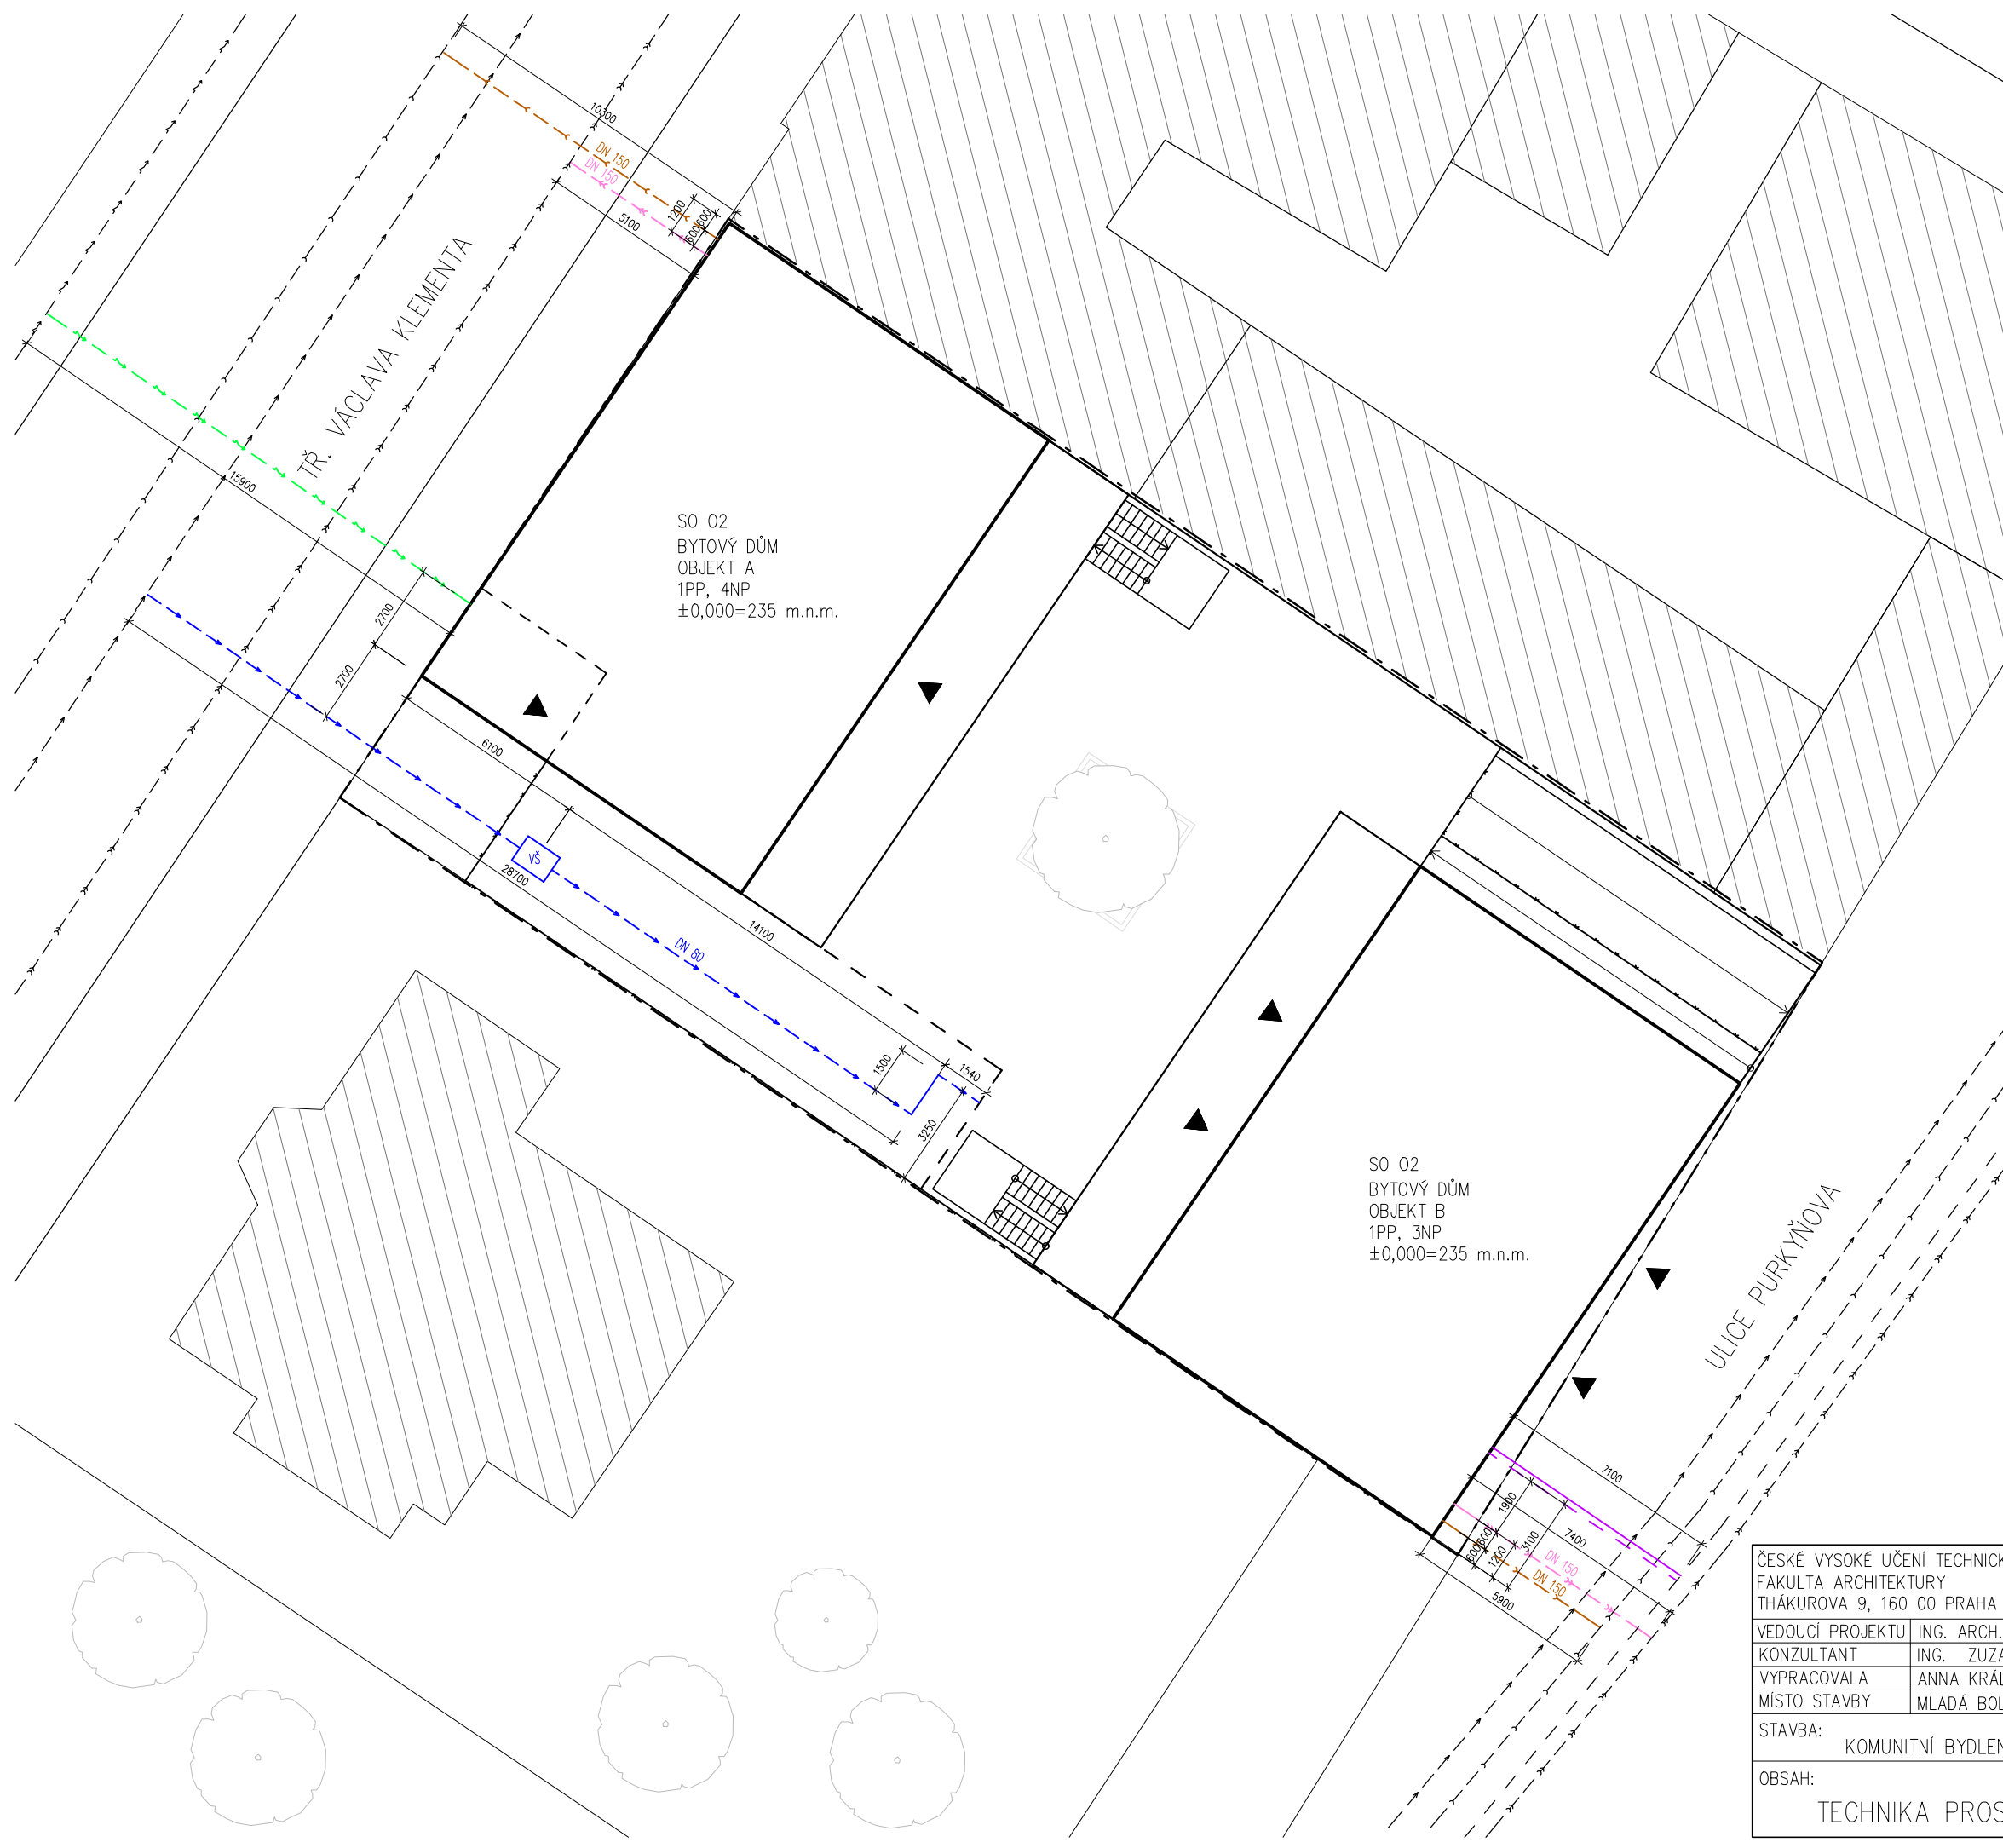 10300
DN 150
DN 150
1200
600
600
5100
TŘ. VÁCLAVA KLEMENTA
15900
SO 02
BYTOVÝ DŮM
OBJEKT A
1PP, 4NP
±0,000=235 m.n.m.
2700
2700
6100
VŠ
28700
14100
DN 80
1500
1540
3250
SO 02
BYTOVÝ DŮM
OBJEKT B
1PP, 3NP
±0,000=235 m.n.m.
ULICE PURKYŇOVA
7100
1900
7400
3100
600
600
1200
DN 150
DN 150
5900
ČESKÉ VYSOKÉ UČENÍ TECHNICK
FAKULTA ARCHITEKTURY
THÁKUROVA 9, 160 00 PRAHA
VEDOUCÍ PROJEKTU ING. ARCH.
KONZULTANT ING. ZUZA
VYPRACOVALA ANNA KRÁL
MÍSTO STAVBY MLADÁ BOL
STAVBA:
KOMUNITNÍ BYDLEN
OBSAH:
TECHNIKA PROS